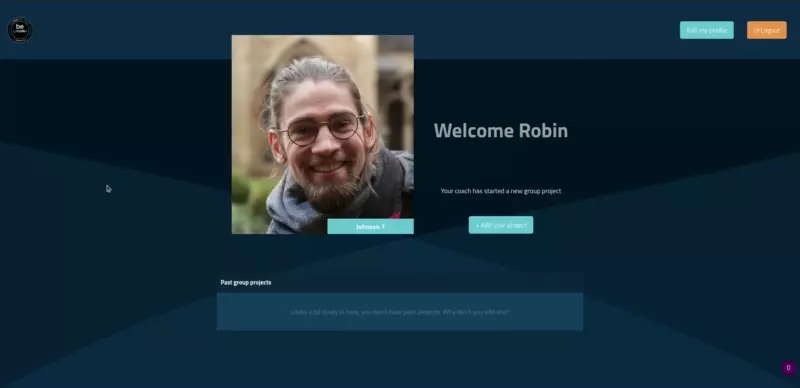 be
Edit my profile
Logout
Welcome Robin
Your coach has started a new group project
+ Add your project
Johnson 7
Past group projects
Looks a bit dusty in here, you don't have past projects. Why don't you add any?
0